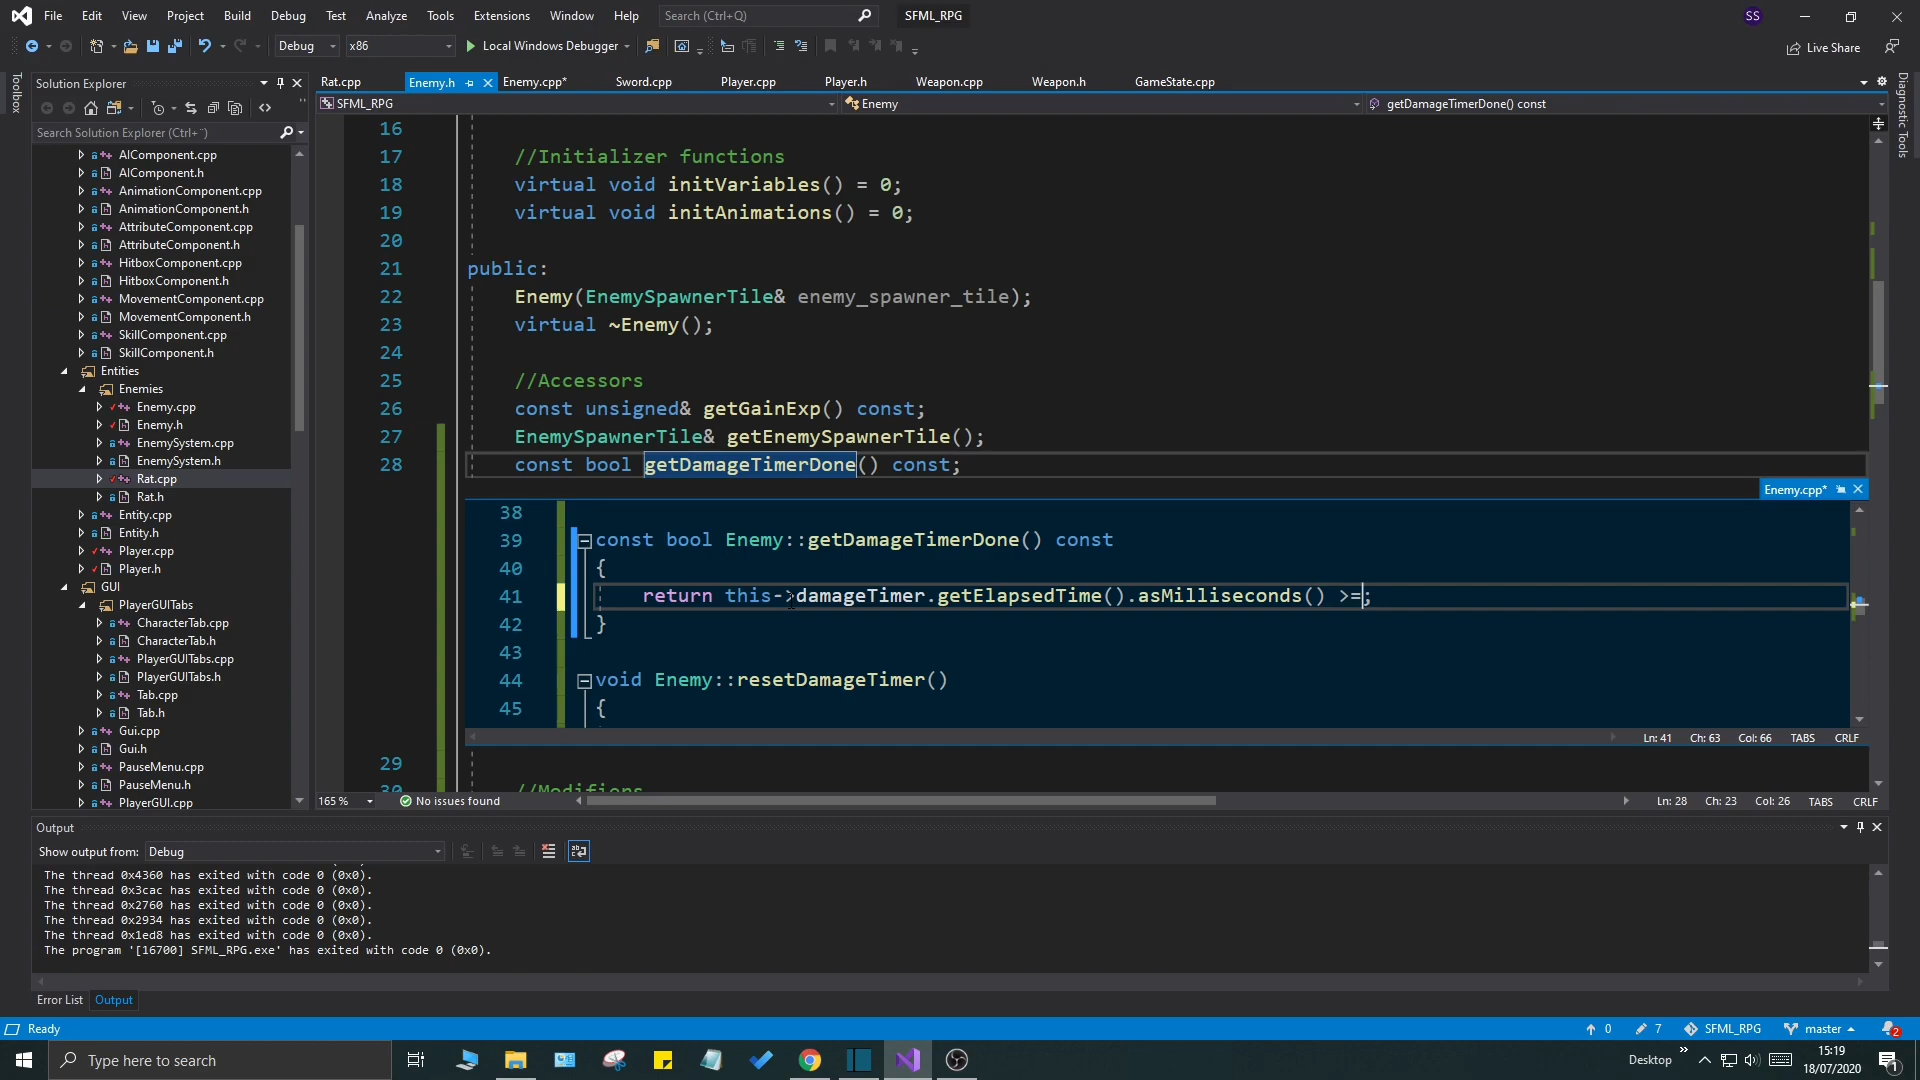 File Edit View Project Build Debug Test Analyze Tools Extensions Window Help Search (Ctrl+Q) SFML_RPG SS
Debug x86 Local Windows Debugger Live Share
Toolbox
Solution Explorer
Search Solution Explorer (Ctrl+¨)
AIComponent.cpp
AIComponent.h
AnimationComponent.cpp
AnimationComponent.h
AttributeComponent.cpp
AttributeComponent.h
HitboxComponent.cpp
HitboxComponent.h
MovementComponent.cpp
MovementComponent.h
SkillComponent.cpp
SkillComponent.h
Entities
Enemies
Enemy.cpp
Enemy.h
EnemySystem.cpp
EnemySystem.h
Rat.cpp
Rat.h
Entity.cpp
Entity.h
Player.cpp
Player.h
GUI
PlayerGUITabs
CharacterTab.cpp
CharacterTab.h
PlayerGUITabs.cpp
PlayerGUITabs.h
Tab.cpp
Tab.h
Gui.cpp
Gui.h
PauseMenu.cpp
PauseMenu.h
PlayerGUI.cpp
Rat.cpp Enemy.h Enemy.cpp* Sword.cpp Player.cpp Player.h Weapon.cpp Weapon.h GameState.cpp
SFML_RPG Enemy getDamageTimerDone() const
16
17 //Initializer functions
18 virtual void initVariables() = 0;
19 virtual void initAnimations() = 0;
20
21 public:
22 Enemy(EnemySpawnerTile& enemy_spawner_tile);
23 virtual ~Enemy();
24
25 //Accessors
26 const unsigned& getGainExp() const;
27 EnemySpawnerTile& getEnemySpawnerTile();
28 const bool getDamageTimerDone() const;
Enemy.cpp*
38
39 const bool Enemy::getDamageTimerDone() const
40 {
41 return this->damageTimer.getElapsedTime().asMilliseconds() >=;
42 }
43
44 void Enemy::resetDamageTimer()
45 {
Ln: 41 Ch: 63 Col: 66 TABS CRLF
29
30 //Modifiers
165 % No issues found Ln: 28 Ch: 23 Col: 26 TABS CRLF
Diagnostic Tools
Output
Show output from: Debug
The thread 0x4360 has exited with code 0 (0x0).
The thread 0x3cac has exited with code 0 (0x0).
The thread 0x2760 has exited with code 0 (0x0).
The thread 0x2934 has exited with code 0 (0x0).
The thread 0x1ed8 has exited with code 0 (0x0).
The program '[16700] SFML_RPG.exe' has exited with code 0 (0x0).
Error List Output
Ready 0 7 SFML_RPG master 2
Type here to search Desktop 15:19
18/07/2020 1